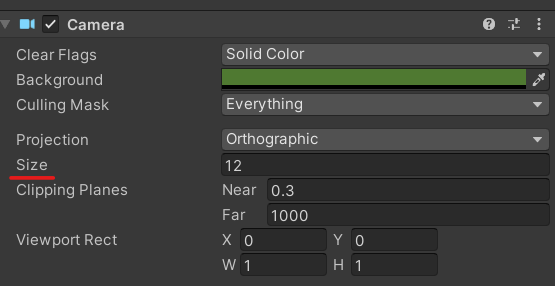 Camera
Clear Flags Solid Color
Background
Culling Mask Everything
Projection Orthographic
Size 12
Clipping Planes Near 0.3
Far 1000
Viewport Rect X 0 Y 0
W 1 H 1